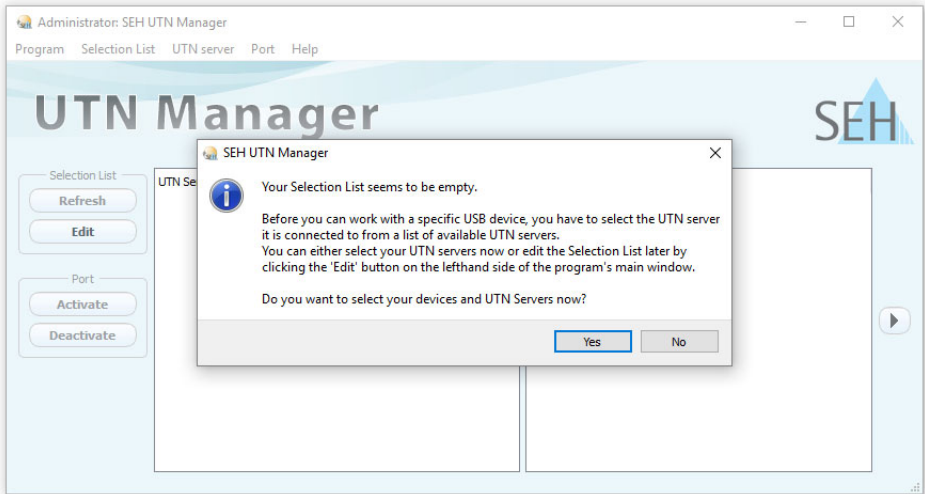 Administrator: SEH UTN Manager
Program Selection List UTN server Port Help
UTN Manager
SEH
SEH UTN Manager
Selection List
Refresh
Edit
Port
Activate
Deactivate
UTN Se
Your Selection List seems to be empty.
Before you can work with a specific USB device, you have to select the UTN server
it is connected to from a list of available UTN servers.
You can either select your UTN servers now or edit the Selection List later by
clicking the 'Edit' button on the lefthand side of the program's main window.
Do you want to select your devices and UTN Servers now?
Yes
No